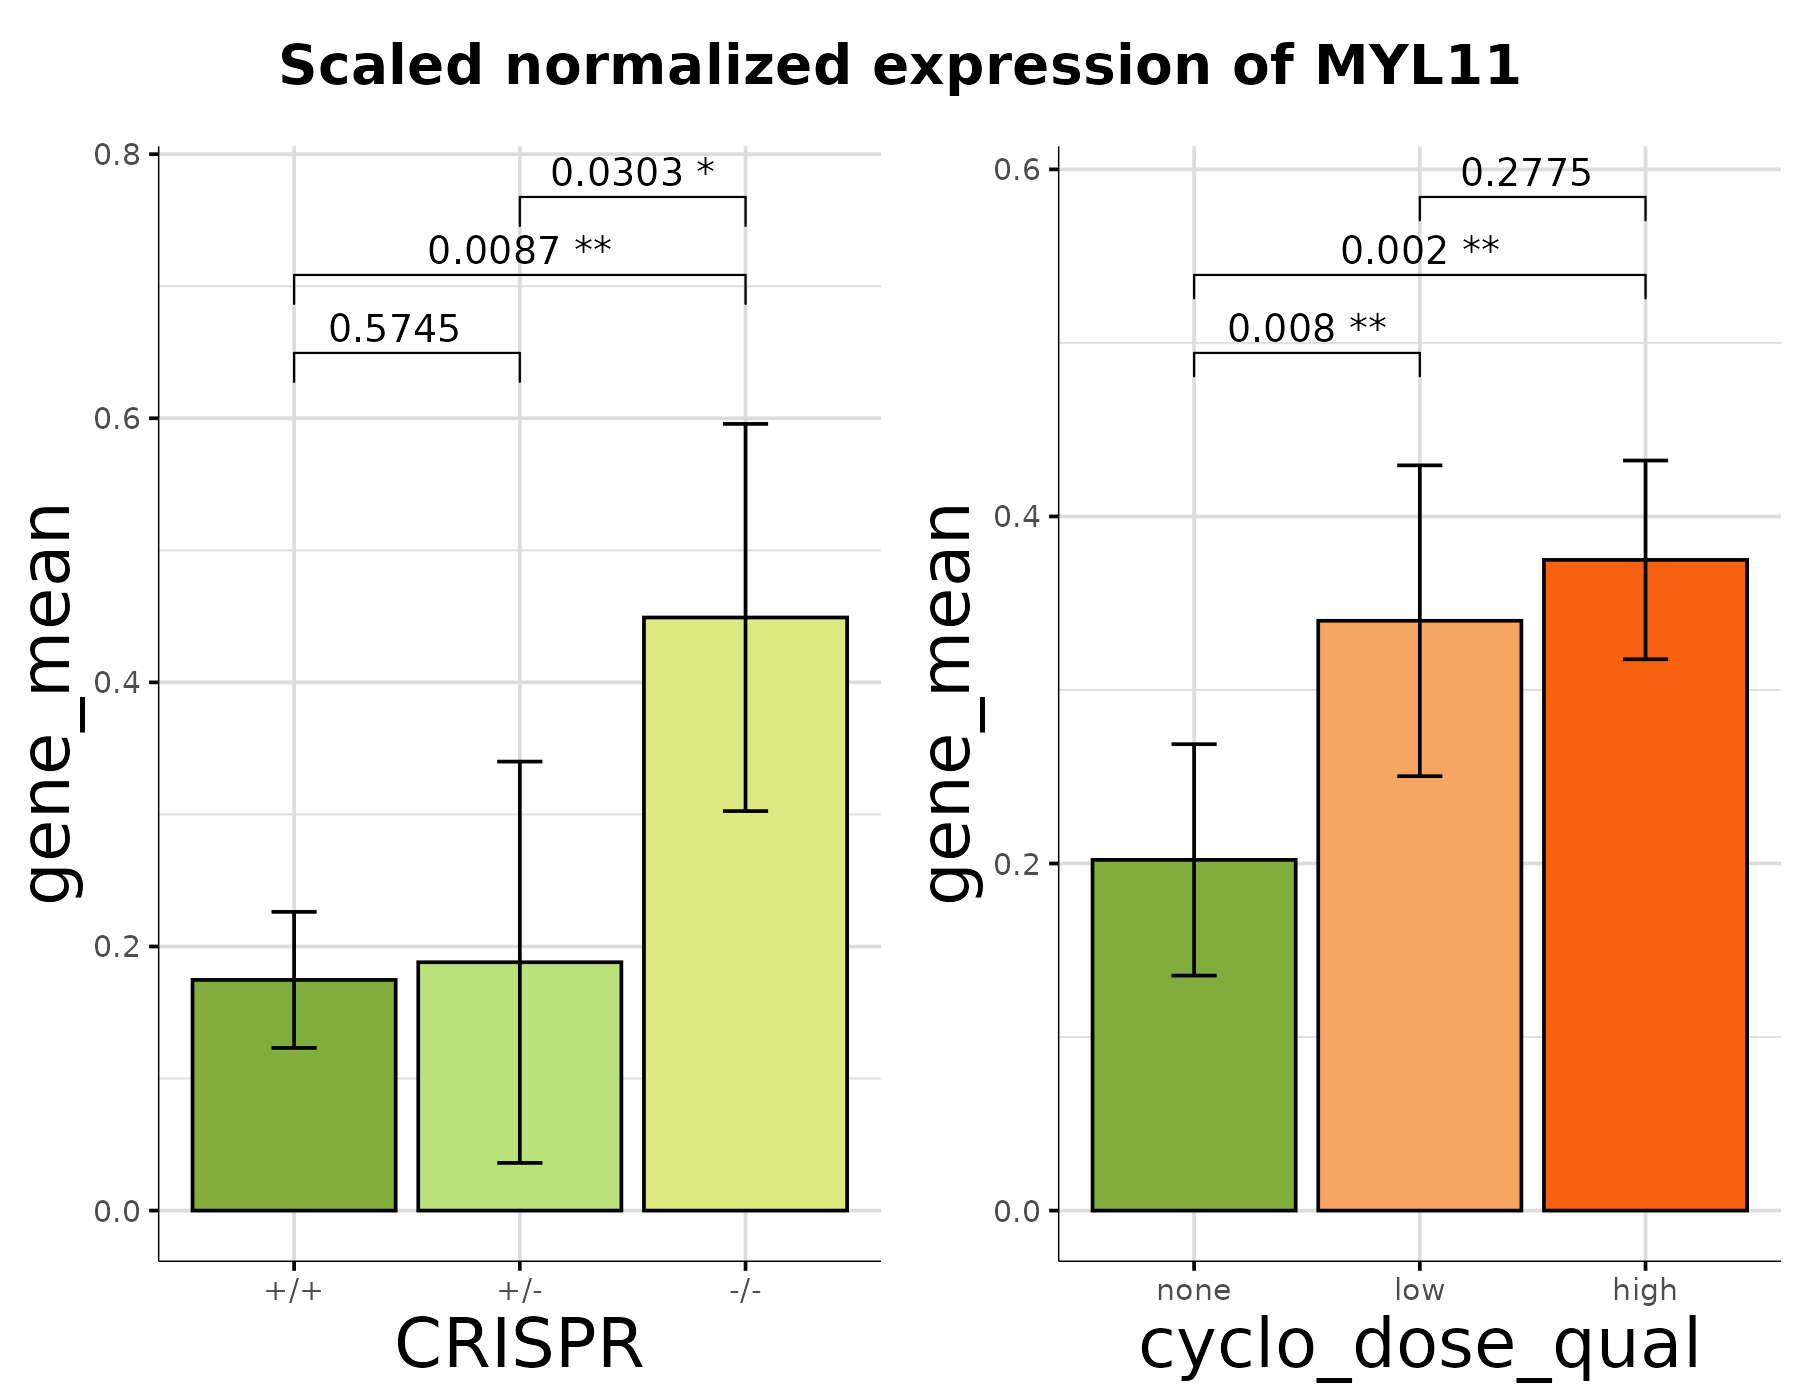 Scaled normalized expression of MYL11
0.8
0.6
0.4
0.2
0.0
gene_mean
0.0303 *
0.0087 **
0.5745
+/+ +/- -/-
CRISPR
0.6
0.4
0.2
0.0
gene_mean
0.2775
0.002 **
0.008 **
none low high
cyclo_dose_qual